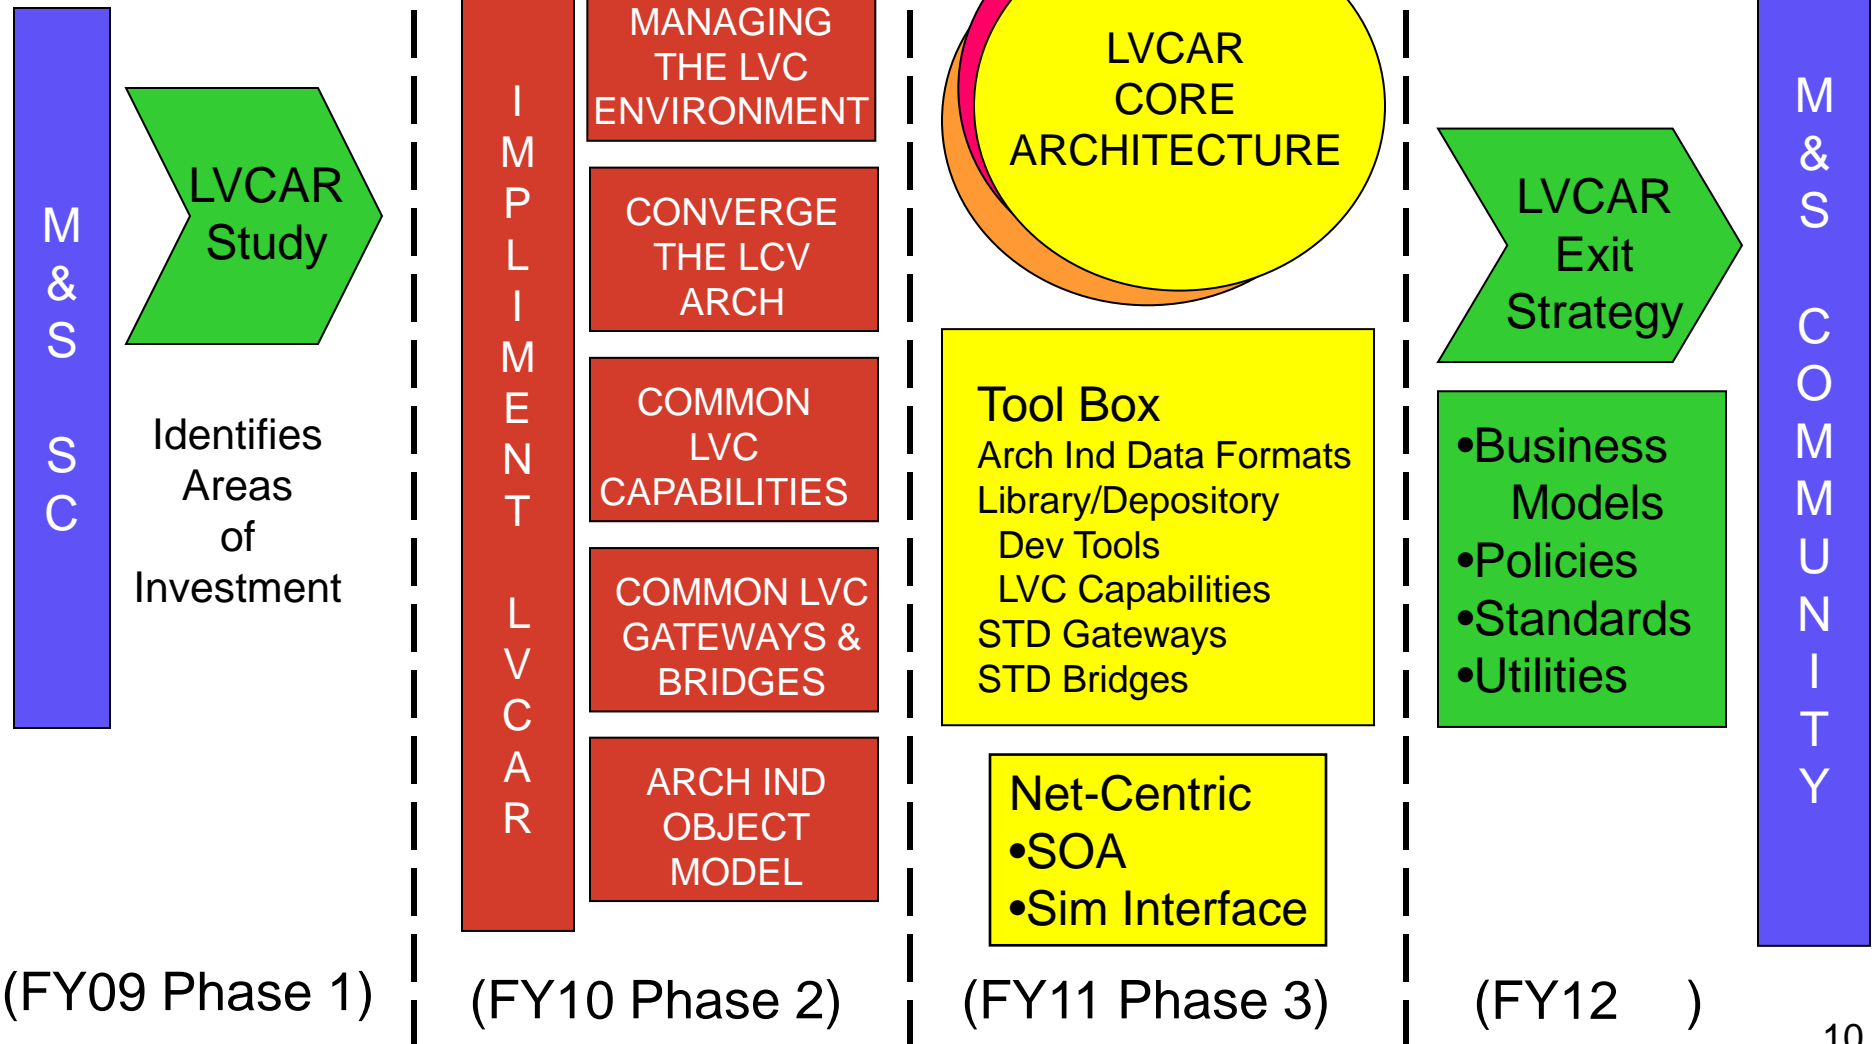 M
&
S
S
C
LVCAR
Study
Identifies
Areas
of
Investment
(FY09 Phase 1)
I
M
P
L
I
M
E
N
T
L
V
C
A
R
MANAGING
THE LVC
ENVIRONMENT
CONVERGE
THE LCV
ARCH
COMMON
LVC
CAPABILITIES
COMMON LVC
GATEWAYS &
BRIDGES
ARCH IND
OBJECT
MODEL
(FY10 Phase 2)
LVCAR
CORE
ARCHITECTURE
Tool Box
Arch Ind Data Formats
Library/Depository
Dev Tools
LVC Capabilities
STD Gateways
STD Bridges
Net-Centric
•SOA
•Sim Interface
(FY11 Phase 3)
LVCAR
Exit
Strategy
•Business
Models
•Policies
•Standards
•Utilities
(FY12 )
M
&
S
C
O
M
M
U
N
I
T
Y
10